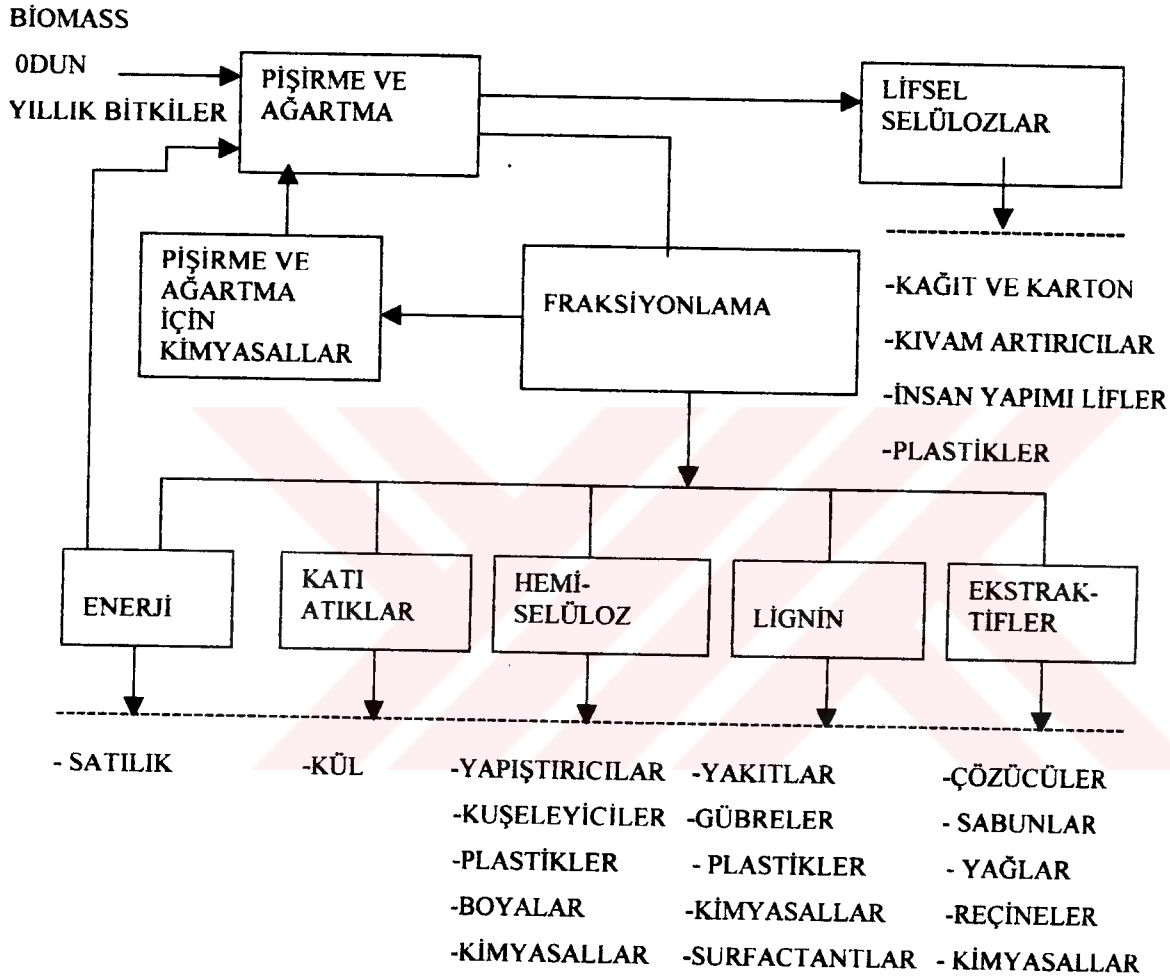 BİOMASS
0DUN
YILLIK BİTKİLER
PİŞİRME VE
AĞARTMA
LİFSEL
SELÜLOZLAR
PİŞİRME VE
AĞARTMA
İÇİN
KİMYASALLAR
FRAKSİYONLAMA
-KAĞIT VE KARTON
-KIVAM ARTIRICILAR
-İNSAN YAPIMI LİFLER
-PLASTİKLER
ENERJİ
KATI
ATIKLAR
HEMİ-
SELÜLOZ
LİGNİN
EKSTRAK-
TİFLER
- SATILIK
-KÜL
-YAPIŞTIRICILAR
-KUŞELEYİCİLER
-PLASTİKLER
-BOYALAR
-KİMYASALLAR
-YAKITLAR
-GÜBRELER
- PLASTİKLER
-KİMYASALLAR
-SURFACTANTLAR
-ÇÖZÜCÜLER
- SABUNLAR
- YAĞLAR
-REÇİNELER
- KİMYASALLAR